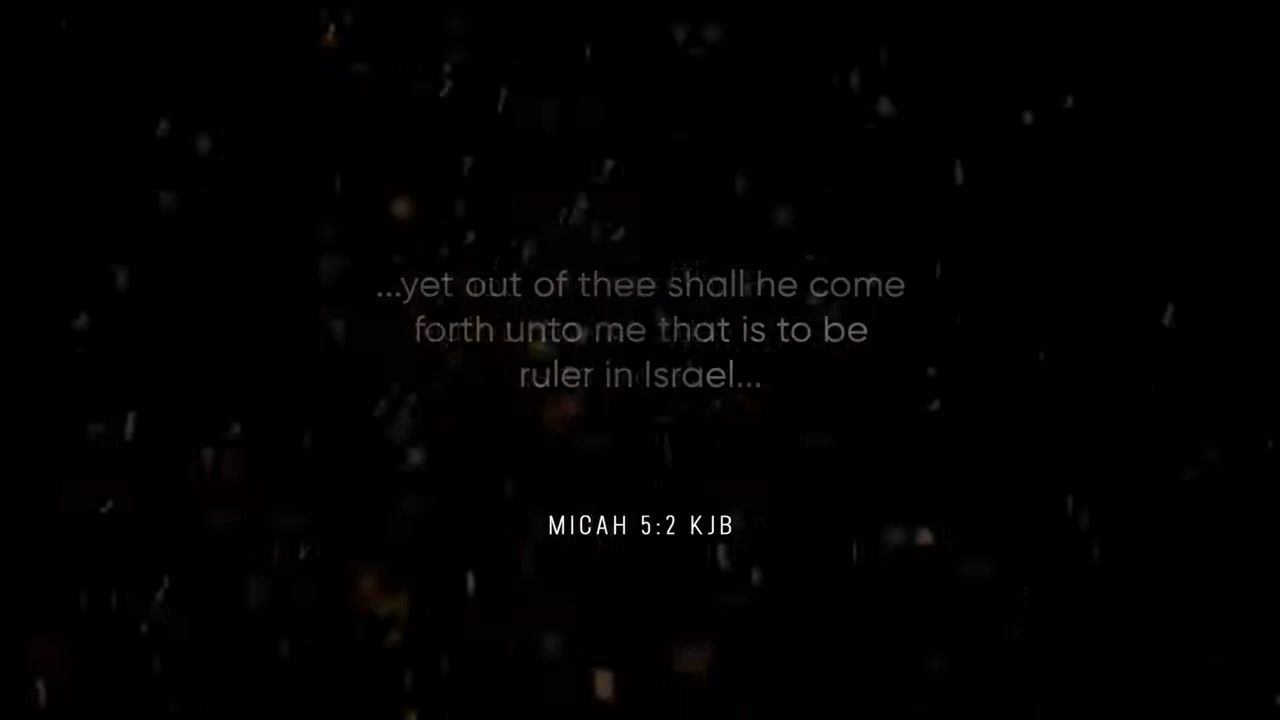 ...yet out of thee shall he come
forth unto me that is to be
ruler in Israel...
MICAH 5:2 KJB